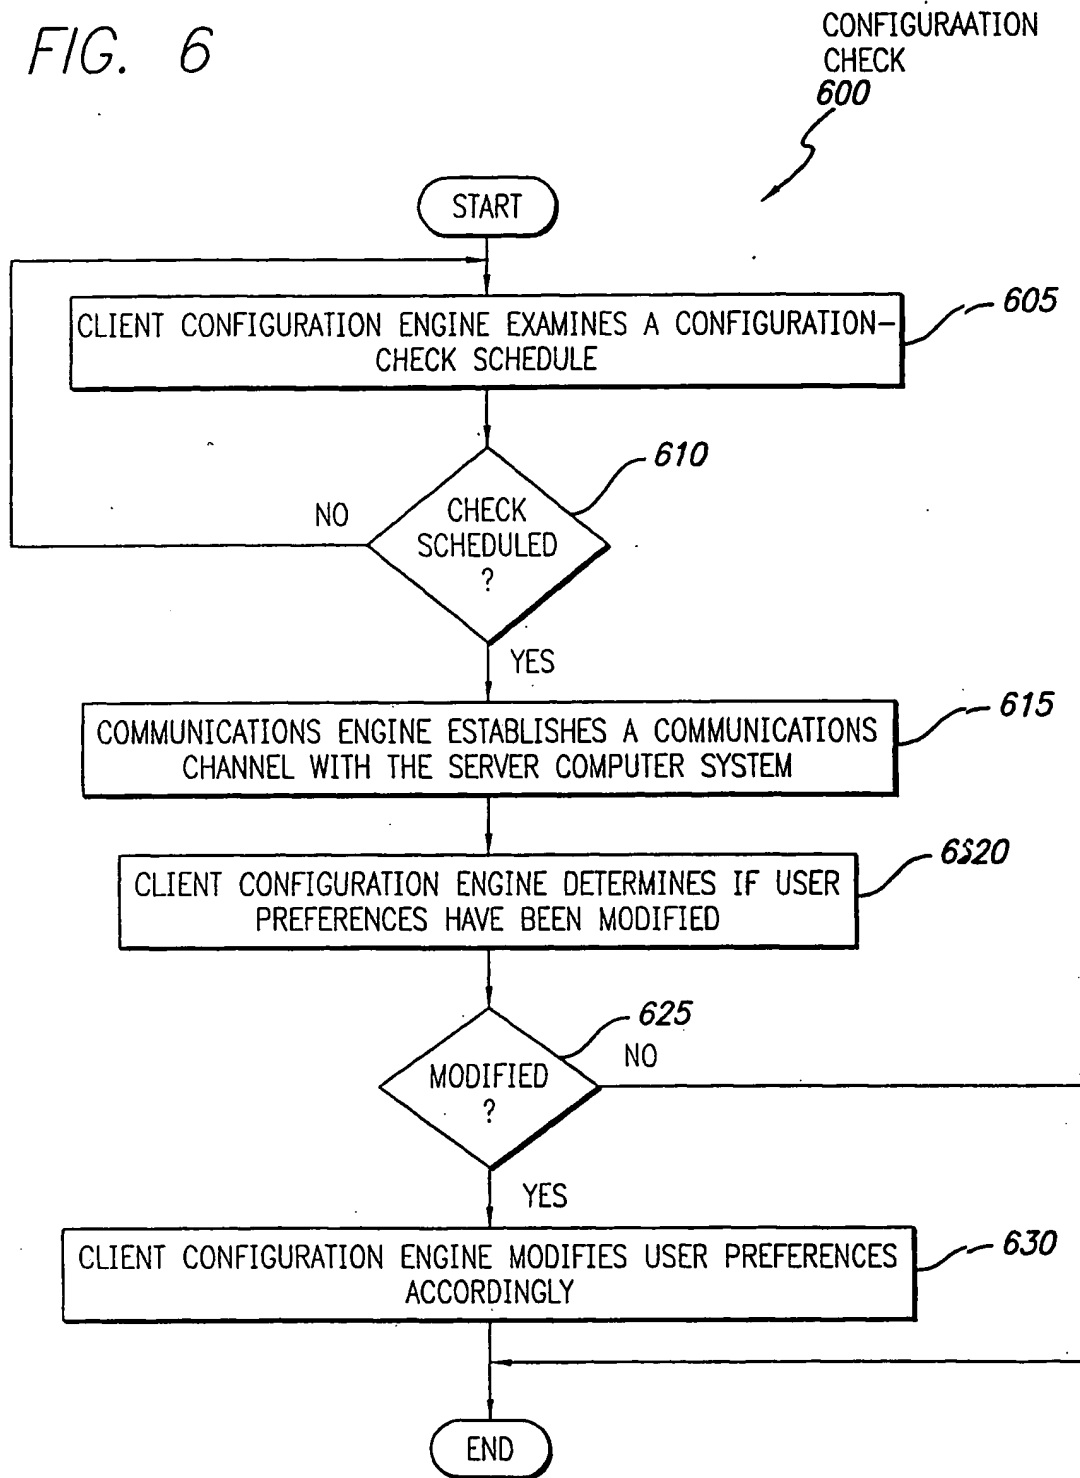 FIG. 6
CONFIGURAATION
CHECK
600
START
CLIENT CONFIGURATION ENGINE EXAMINES A CONFIGURATION-
CHECK SCHEDULE
605
610
CHECK
SCHEDULED
?
NO
YES
COMMUNICATIONS ENGINE ESTABLISHES A COMMUNICATIONS
CHANNEL WITH THE SERVER COMPUTER SYSTEM
615
CLIENT CONFIGURATION ENGINE DETERMINES IF USER
PREFERENCES HAVE BEEN MODIFIED
6S20
625
MODIFIED
?
NO
YES
CLIENT CONFIGURATION ENGINE MODIFIES USER PREFERENCES
ACCORDINGLY
630
END